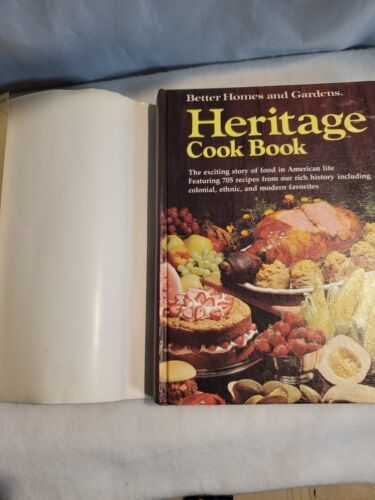 Better Homes and Gardens.
Heritage
Cook Book
The exciting story of food in American life
Featuring 705 recipes from our rich history including
colonial, ethnic, and modern favorites